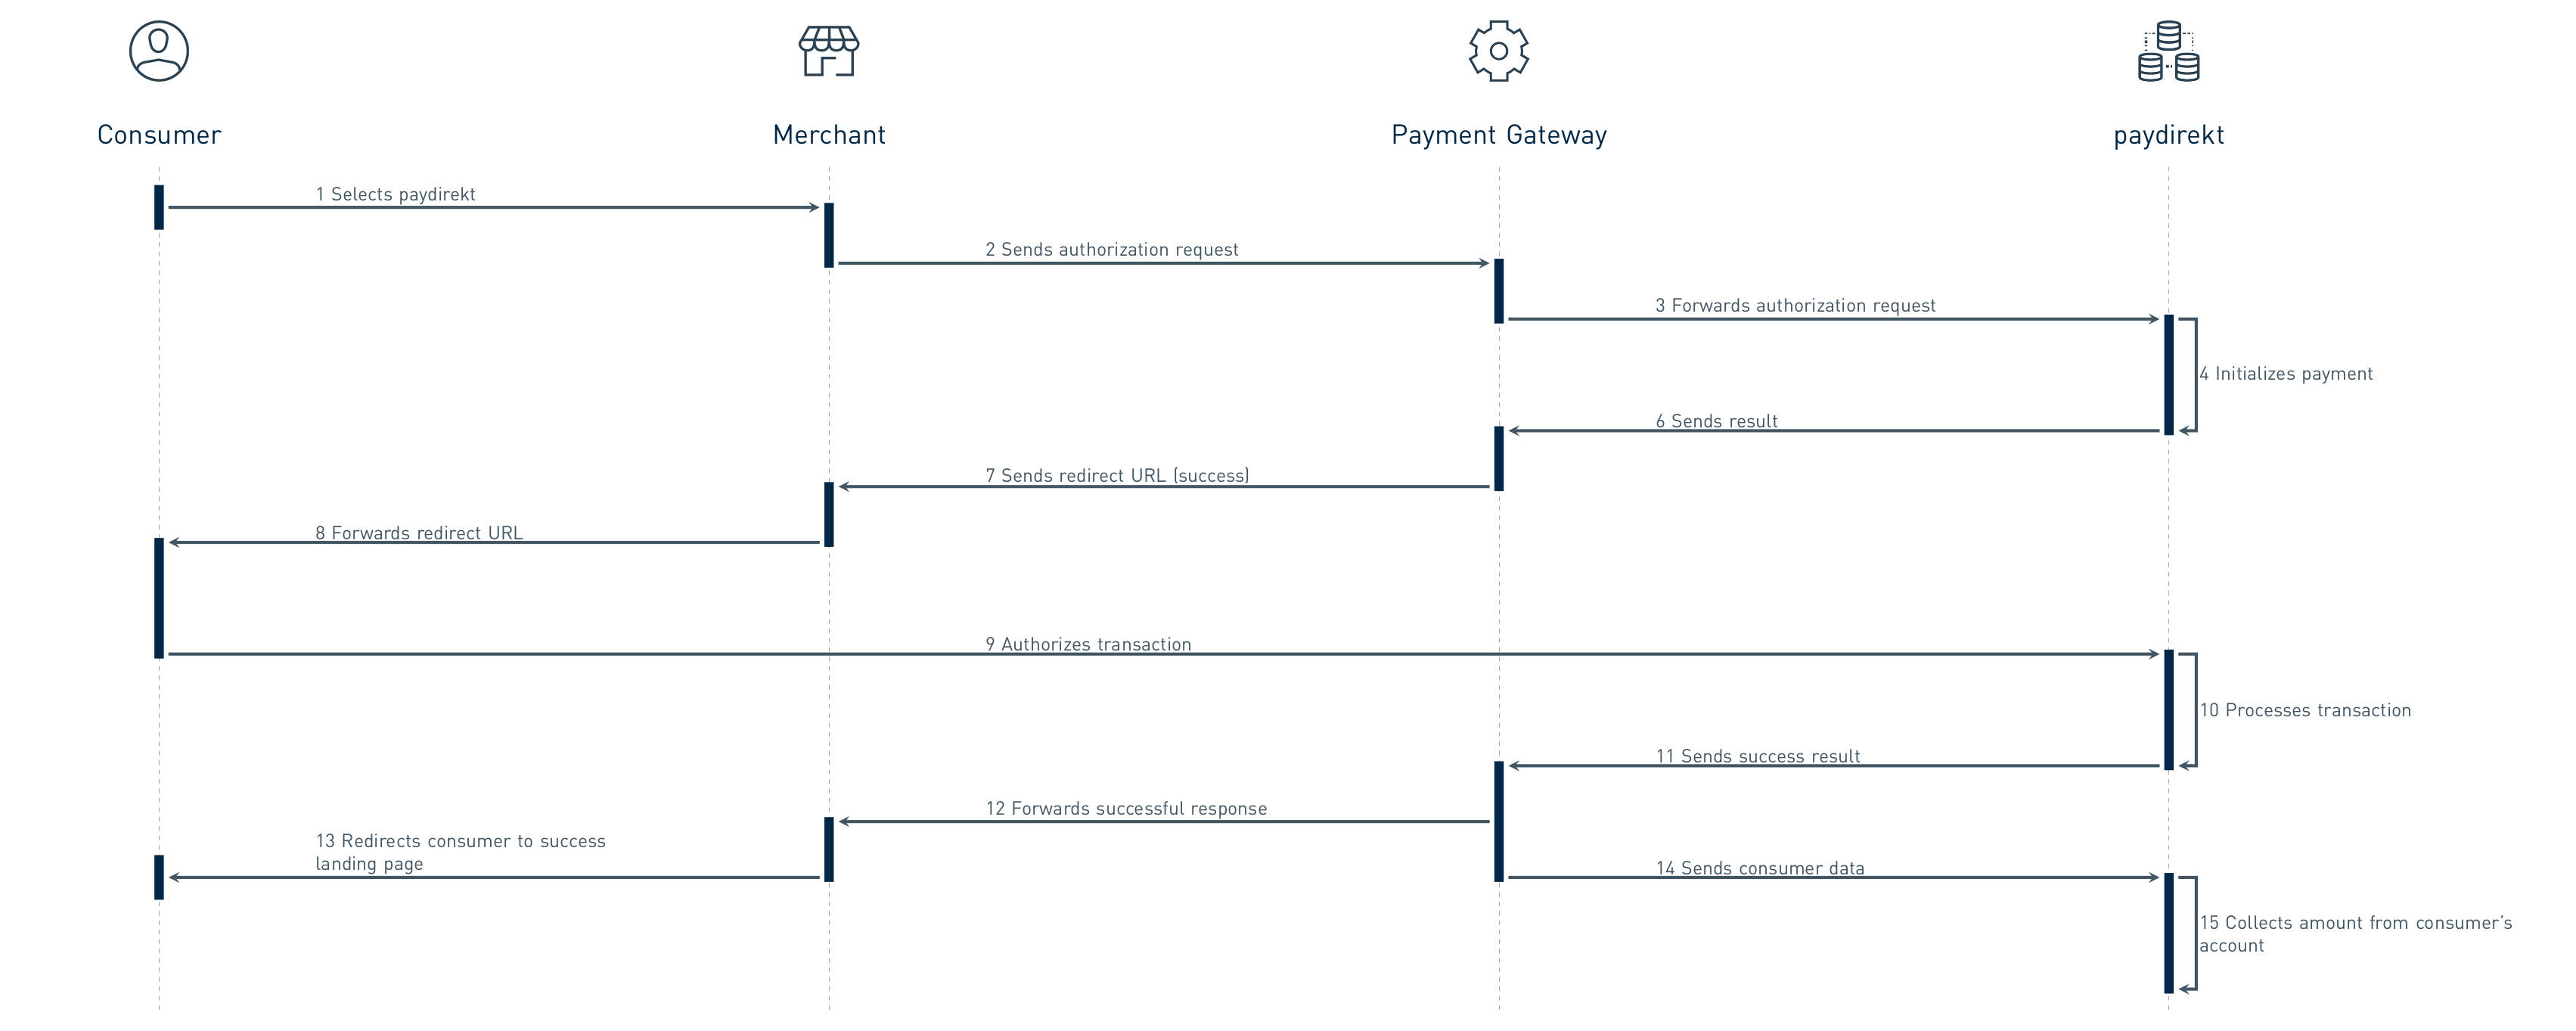 Consumer
Merchant
Payment Gateway
paydirekt
1 Selects paydirekt
2 Sends authorization request
3 Forwards authorization request
4 Initializes payment
6 Sends result
7 Sends redirect URL (success)
8 Forwards redirect URL
9 Authorizes transaction
10 Processes transaction
11 Sends success result
12 Forwards successful response
13 Redirects consumer to success
landing page
14 Sends consumer data
15 Collects amount from consumer's
account